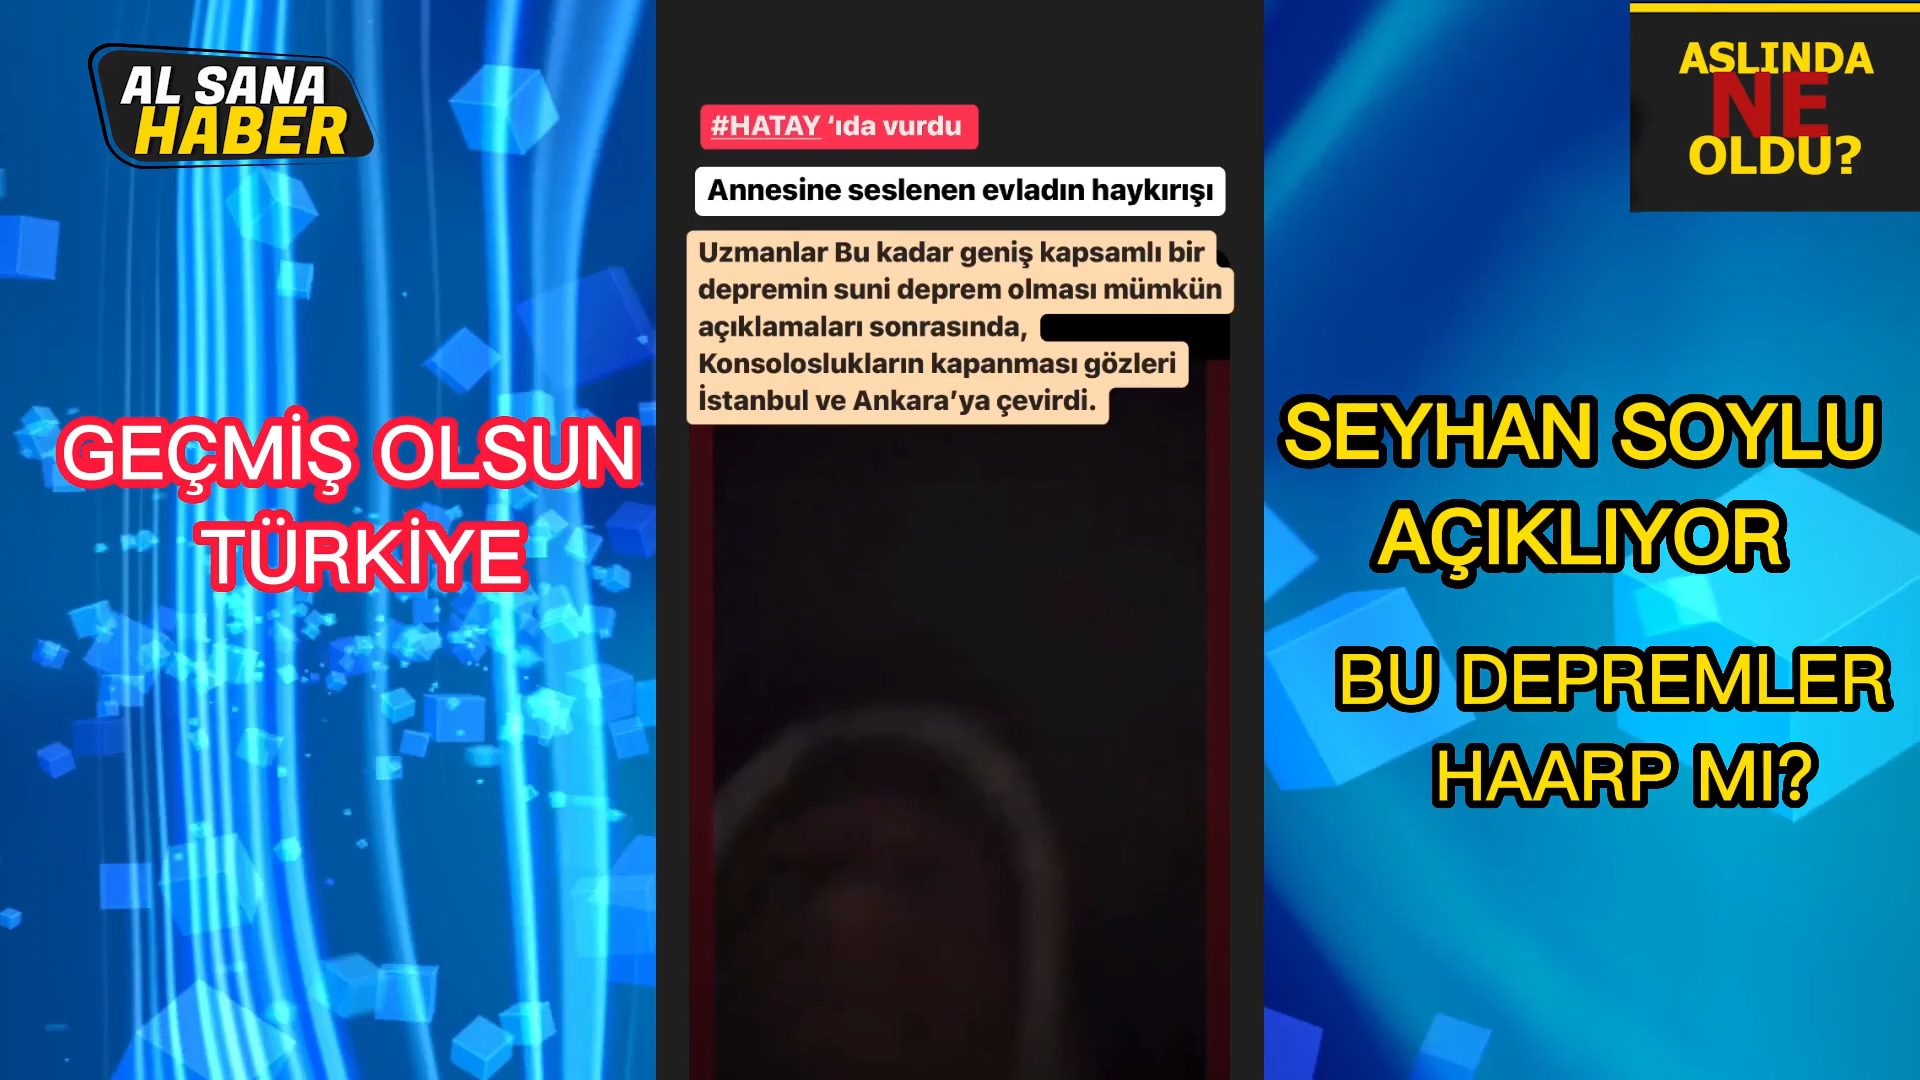 AL SANA
HABER
GEÇMİŞ OLSUN
TÜRKİYE
#HATAY ‘ıda vurdu
Annesine seslenen evladın haykırışı
Uzmanlar Bu kadar geniş kapsamlı bir
depremin suni deprem olması mümkün
açıklamaları sonrasında,
Konsoloslukların kapanması gözleri
İstanbul ve Ankara’ya çevirdi.
ASLINDA
NE
OLDU?
SEYHAN SOYLU
AÇIKLIYOR
BU DEPREMLER
HAARP MI?